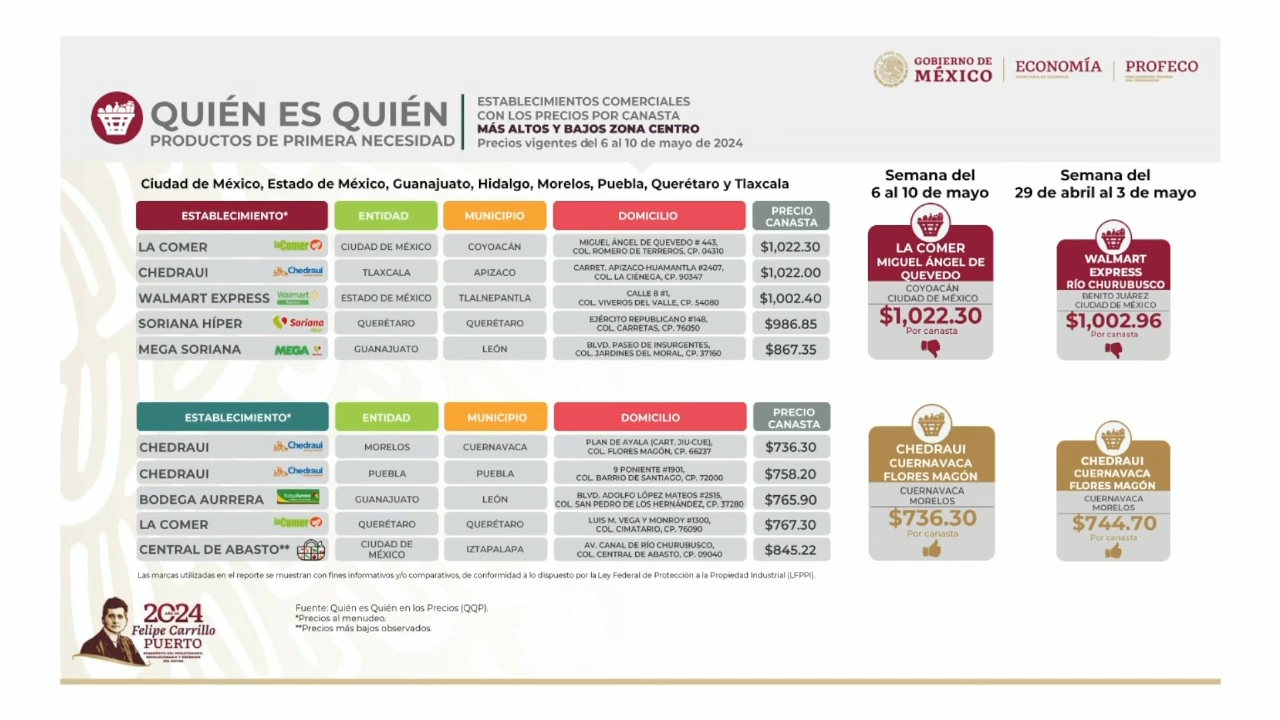 GOBIERNO DE MÉXICO
ECONOMÍA
PROFECO
QUIÉN ES QUIÉN
PRODUCTOS DE PRIMERA NECESIDAD
ESTABLECIMIENTOS COMERCIALES
CON LOS PRECIOS POR CANASTA
MÁS ALTOS Y BAJOS ZONA CENTRO
Precios vigentes del 6 al 10 de mayo de 2024
Ciudad de México, Estado de México, Guanajuato, Hidalgo, Morelos, Puebla, Querétaro y Tlaxcala
ESTABLECIMIENTO* ENTIDAD MUNICIPIO DOMICILIO PRECIO CANASTA
LA COMER laComer CIUDAD DE MÉXICO COYOACÁN MIGUEL ÁNGEL DE QUEVEDO # 443, COL. ROMERO DE TERREROS, CP. 04310 $1,022.30
CHEDRAUI Chedraui TLAXCALA APIZACO CARRET. APIZACO-HUAMANTLA #2407, COL. LA CIÉNEGA, CP. 90347 $1,022.00
WALMART EXPRESS Walmart ESTADO DE MÉXICO TLALNEPANTLA CALLE 8 #1, COL. VIVEROS DEL VALLE, CP. 54080 $1,002.40
SORIANA HÍPER Soriana QUERÉTARO QUERÉTARO EJÉRCITO REPUBLICANO #148, COL. CARRETAS, CP. 76050 $986.85
MEGA SORIANA MEGA GUANAJUATO LEÓN BLVD. PASEO DE INSURGENTES, COL. JARDINES DEL MORAL, CP. 37160 $867.35
Semana del
6 al 10 de mayo
LA COMER
MIGUEL ÁNGEL DE
QUEVEDO
COYOACÁN
CIUDAD DE MÉXICO
$1,022.30
Por canasta
Semana del
29 de abril al 3 de mayo
WALMART
EXPRESS
RÍO CHURUBUSCO
BENITO JUÁREZ
CIUDAD DE MÉXICO
$1,002.96
Por canasta
ESTABLECIMIENTO* ENTIDAD MUNICIPIO DOMICILIO PRECIO CANASTA
CHEDRAUI Chedraui MORELOS CUERNAVACA PLAN DE AYALA (CART. JIU-CUE), COL. FLORES MAGÓN, CP. 66237 $736.30
CHEDRAUI Chedraui PUEBLA PUEBLA 9 PONIENTE #1901, COL. BARRIO DE SANTIAGO, CP. 72000 $758.20
BODEGA AURRERA GUANAJUATO LEÓN BLVD. ADOLFO LÓPEZ MATEOS #2515, COL. SAN PEDRO DE LOS HERNÁNDEZ, CP. 37280 $765.90
LA COMER laComer QUERÉTARO QUERÉTARO LUIS M. VEGA Y MONROY #1300, COL. CIMATARIO, CP. 76090 $767.30
CENTRAL DE ABASTO** CIUDAD DE MÉXICO IZTAPALAPA AV. CANAL DE RÍO CHURUBUSCO, COL. CENTRAL DE ABASTO, CP. 09040 $845.22
CHEDRAUI
CUERNAVACA
FLORES MAGÓN
CUERNAVACA
MORELOS
$736.30
Por canasta
CHEDRAUI
CUERNAVACA
FLORES MAGÓN
CUERNAVACA
MORELOS
$744.70
Por canasta
Las marcas utilizadas en el reporte se muestran con fines informativos y/o comparativos, de conformidad a lo dispuesto por la Ley Federal de Protección a la Propiedad Industrial (LFPPI).
2024
Felipe Carrillo
PUERTO
Fuente: Quién es Quién en los Precios (QQP).
*Precios al menudeo.
**Precios más bajos observados.